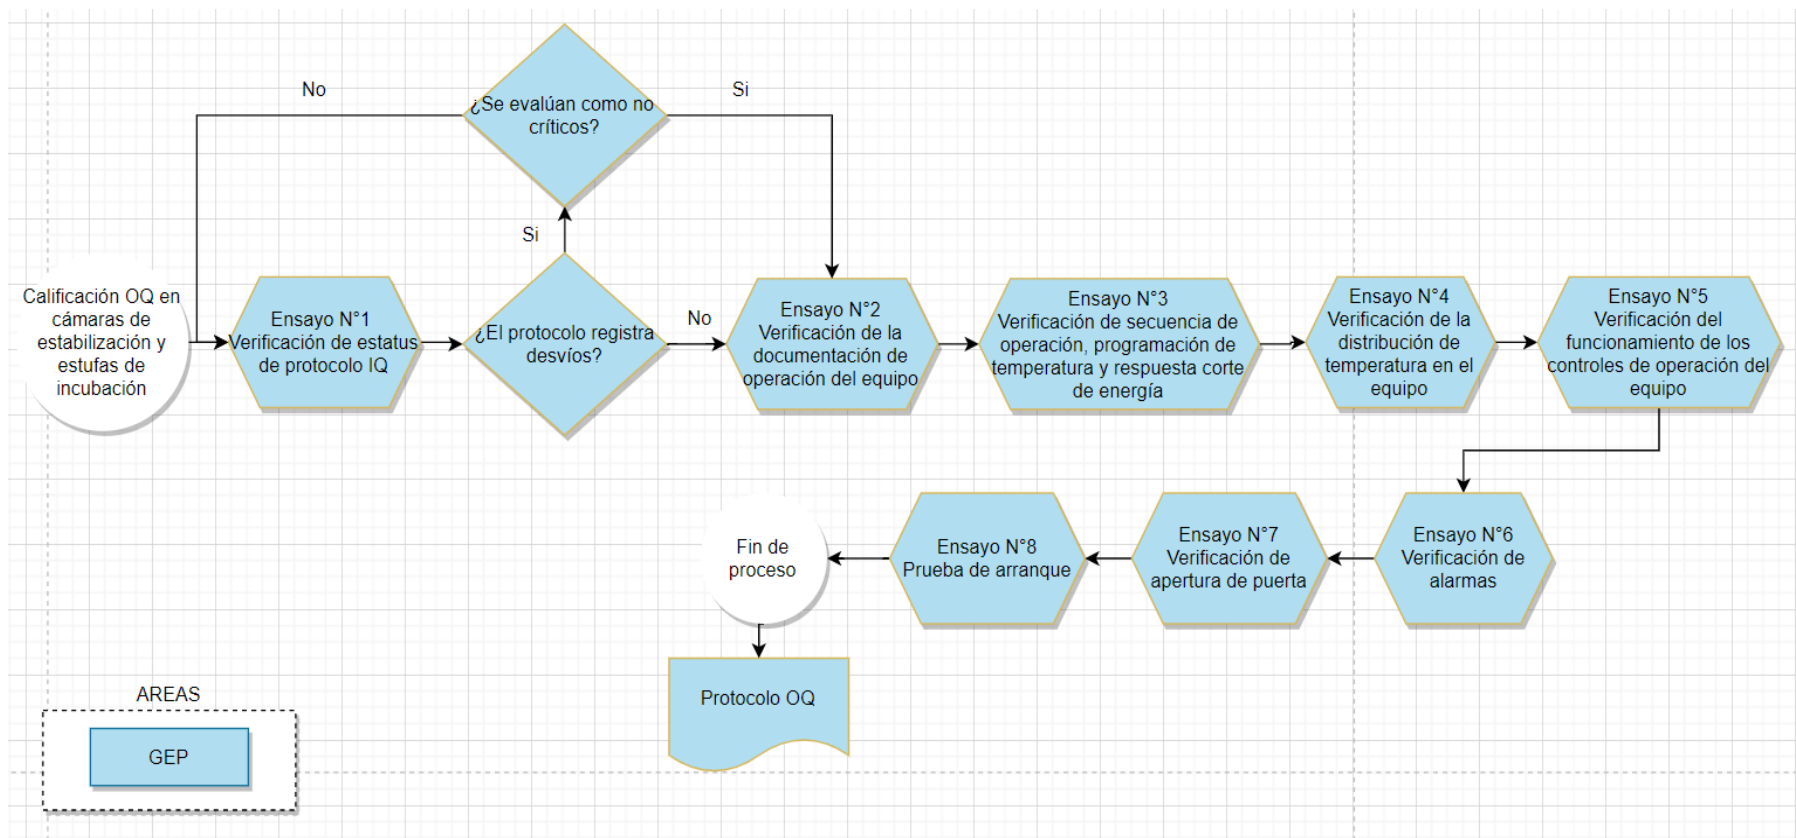 No
¿Se evalúan como no
críticos?
Si
Si
Calificación OQ en
cámaras de
estabilización y
estufas de
incubación
Ensayo N°1
Verificación de estatus
de protocolo IQ
¿El protocolo registra
desvíos?
No
Ensayo N°2
Verificación de la
documentación de
operación del equipo
Ensayo N°3
Verificación de secuencia de
operación, programación de
temperatura y respuesta corte
de energía
Ensayo N°4
Verificación de la
distribución de
temperatura en el
equipo
Ensayo N°5
Verificación del
funcionamiento de los
controles de operación del
equipo
Ensayo N°6
Verificación de
alarmas
Ensayo N°7
Verificación de
apertura de puerta
Ensayo N°8
Prueba de arranque
Fin de
proceso
Protocolo OQ
AREAS
GEP